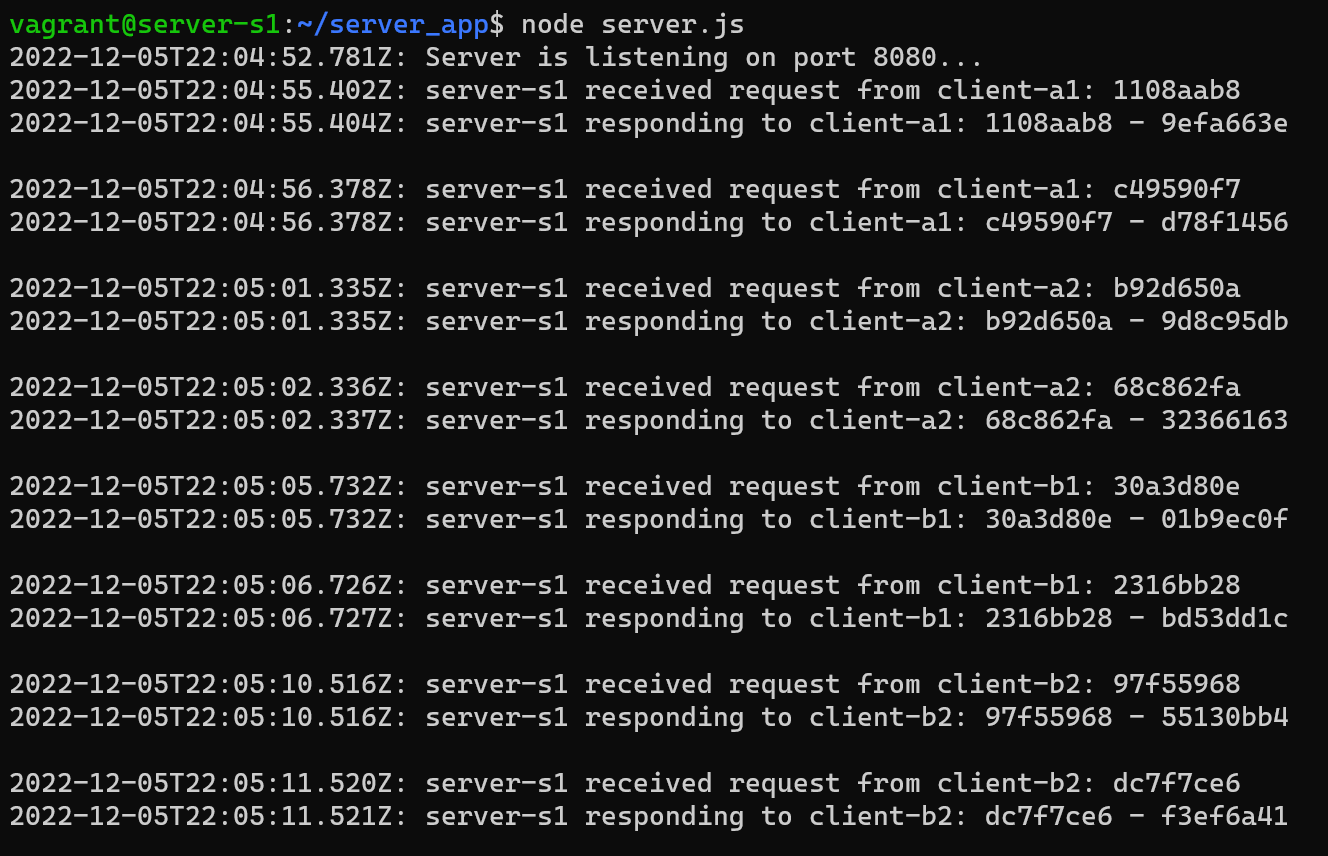 vagrant@server-s1:~/server_app$ node server.js
2022-12-05T22:04:52.781Z: Server is listening on port 8080...
2022-12-05T22:04:55.402Z: server-s1 received request from client-a1: 1108aab8
2022-12-05T22:04:55.404Z: server-s1 responding to client-a1: 1108aab8 - 9efa663e
2022-12-05T22:04:56.378Z: server-s1 received request from client-a1: c49590f7
2022-12-05T22:04:56.378Z: server-s1 responding to client-a1: c49590f7 - d78f1456
2022-12-05T22:05:01.335Z: server-s1 received request from client-a2: b92d650a
2022-12-05T22:05:01.335Z: server-s1 responding to client-a2: b92d650a - 9d8c95db
2022-12-05T22:05:02.336Z: server-s1 received request from client-a2: 68c862fa
2022-12-05T22:05:02.337Z: server-s1 responding to client-a2: 68c862fa - 32366163
2022-12-05T22:05:05.732Z: server-s1 received request from client-b1: 30a3d80e
2022-12-05T22:05:05.732Z: server-s1 responding to client-b1: 30a3d80e - 01b9ec0f
2022-12-05T22:05:06.726Z: server-s1 received request from client-b1: 2316bb28
2022-12-05T22:05:06.727Z: server-s1 responding to client-b1: 2316bb28 - bd53dd1c
2022-12-05T22:05:10.516Z: server-s1 received request from client-b2: 97f55968
2022-12-05T22:05:10.516Z: server-s1 responding to client-b2: 97f55968 - 55130bb4
2022-12-05T22:05:11.520Z: server-s1 received request from client-b2: dc7f7ce6
2022-12-05T22:05:11.521Z: server-s1 responding to client-b2: dc7f7ce6 - f3ef6a41